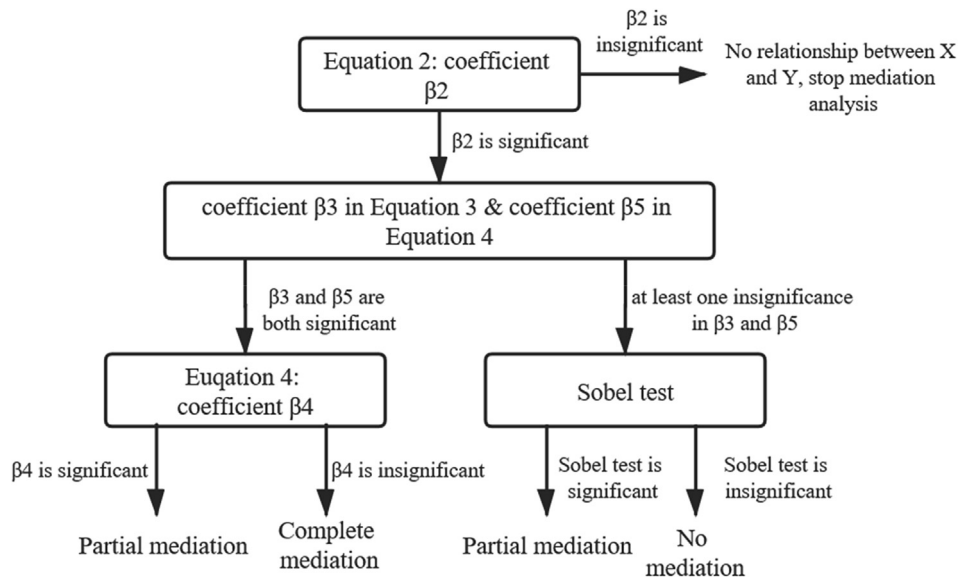 Equation 2: coefficient
β2
β2 is
insignificant
No relationship between X
and Y, stop mediation
analysis
β2 is significant
coefficient β3 in Equation 3 & coefficient β5 in
Equation 4
β3 and β5 are
both significant
at least one insignificance
in β3 and β5
Euqation 4:
coefficient β4
Sobel test
β4 is significant
β4 is insignificant
Sobel test is
significant
Sobel test is
insignificant
Partial mediation
Complete
mediation
Partial mediation
No
mediation